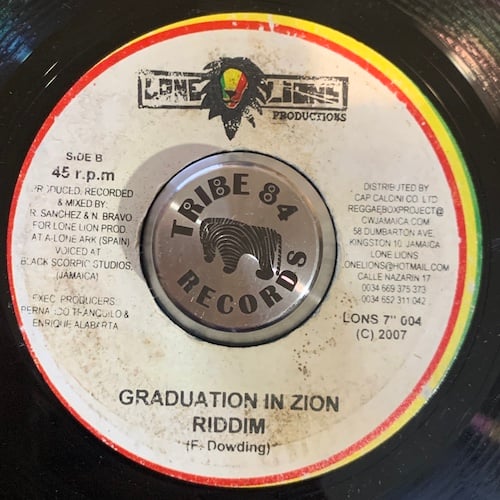 LONE LIONS
PRODUCTIONS
SIDE B
45 r.p.m
PRODUCED, RECORDED
& MIXED BY:
R. SANCHEZ & N. BRAVO
FOR LONE LION PROD.
AT A-LONE ARK (SPAIN)
VOICED AT
BLACK SCORPIO STUDIOS,
(JAMAICA)
EXEC. PRODUCERS:
TRANQUILO &
ENRIQUE ALABARTA
TRIBE 84
RECORDS
DISTRIBUTED BY
CAP CALCINI CO. LTD
REGGAEBOXPROJECT@
CWJAMAICA.COM
58 DUMBARTON AVE.
KINGSTON 10. JAMAICA
LONE LIONS
LONELIONS@HOTMAIL.COM
CALLE NAZARIN 17
0034 669 375 373
0034 652 311 042
LONS 7" 004
(C) 2007
GRADUATION IN ZION
RIDDIM
(F. Dowding)